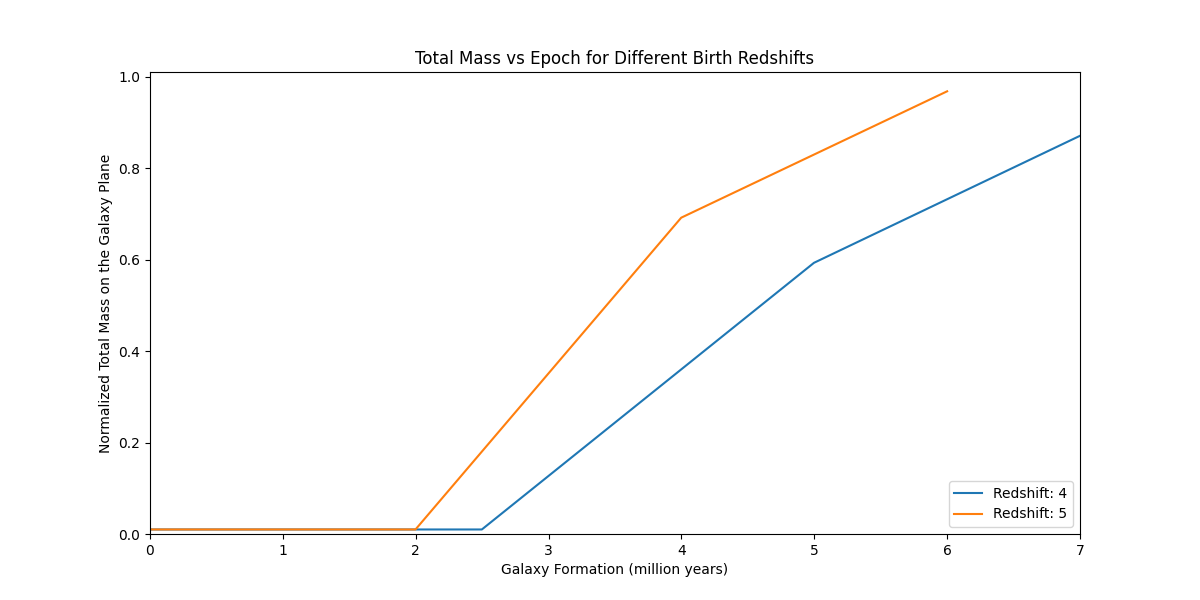 Total Mass vs Epoch for Different Birth Redshifts
Normalized Total Mass on the Galaxy Plane
1.0
0.8
0.6
0.4
0.2
0.0
0 1 2 3 4 5 6 7
Galaxy Formation (million years)
Redshift: 4
Redshift: 5